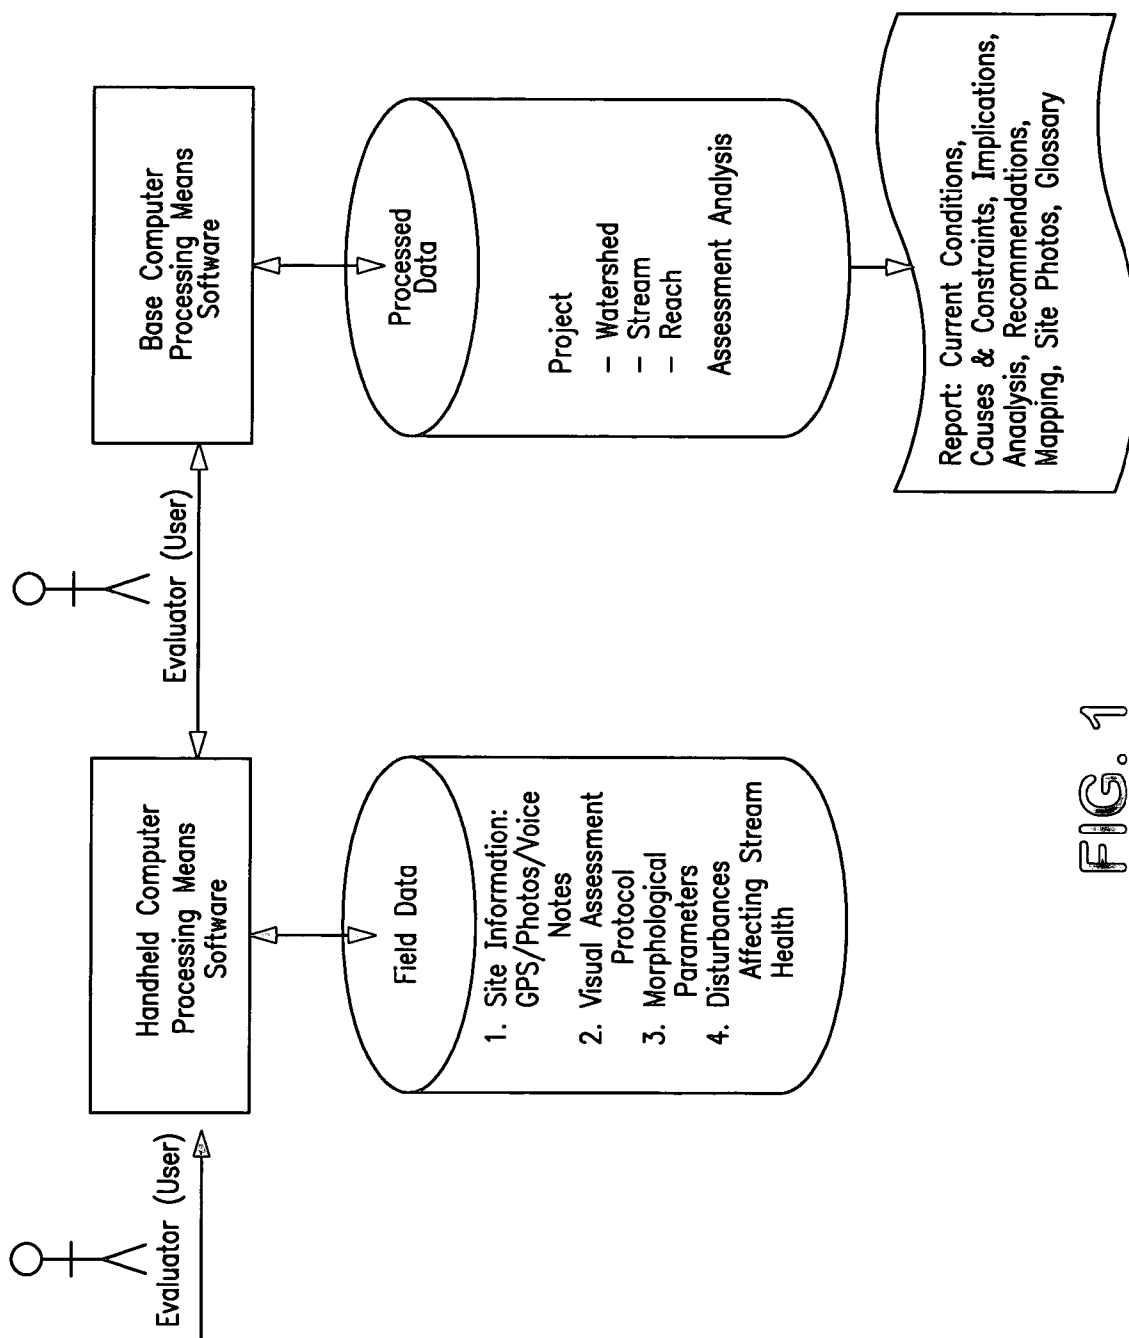 Evaluator (User)
Handheld Computer
Processing Means
Software
Evaluator (User)
Base Computer
Processing Means
Software
Field Data
1. Site Information:
GPS/Photos/Voice
Notes
2. Visual Assessment
Protocol
3. Morphological
Parameters
4. Disturbances
Affecting Stream
Health
Processed
Data
Project
– Watershed
– Stream
– Reach
Assessment Analysis
Report: Current Conditions,
Causes & Constraints, Implications,
Anaalysis, Recommendations,
Mapping, Site Photos, Glossary
FIG. 1